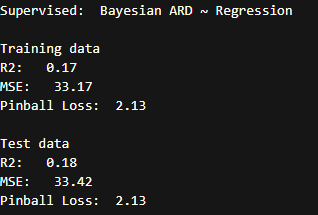 Supervised:  Bayesian ARD ~ Regression
Training data
R2:   0.17
MSE:   33.17
Pinball Loss:  2.13
Test data
R2:   0.18
MSE:   33.42
Pinball Loss:  2.13